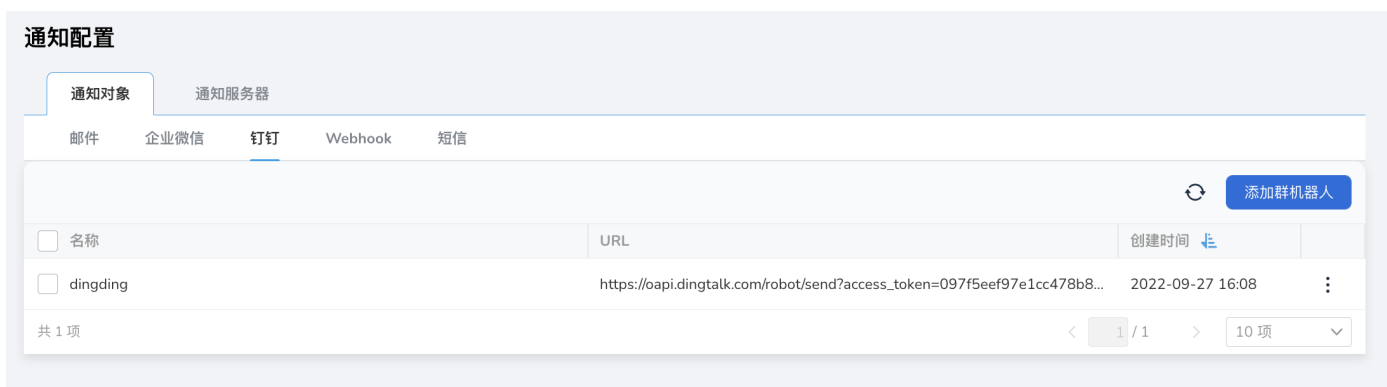 通知配置
通知对象 通知服务器
邮件 企业微信 钉钉 Webhook 短信
添加群机器人
名称 URL 创建时间
dingding https://oapi.dingtalk.com/robot/send?access_token=097f5eef97e1cc478b8... 2022-09-27 16:08
共 1 项 1 / 1 10 项